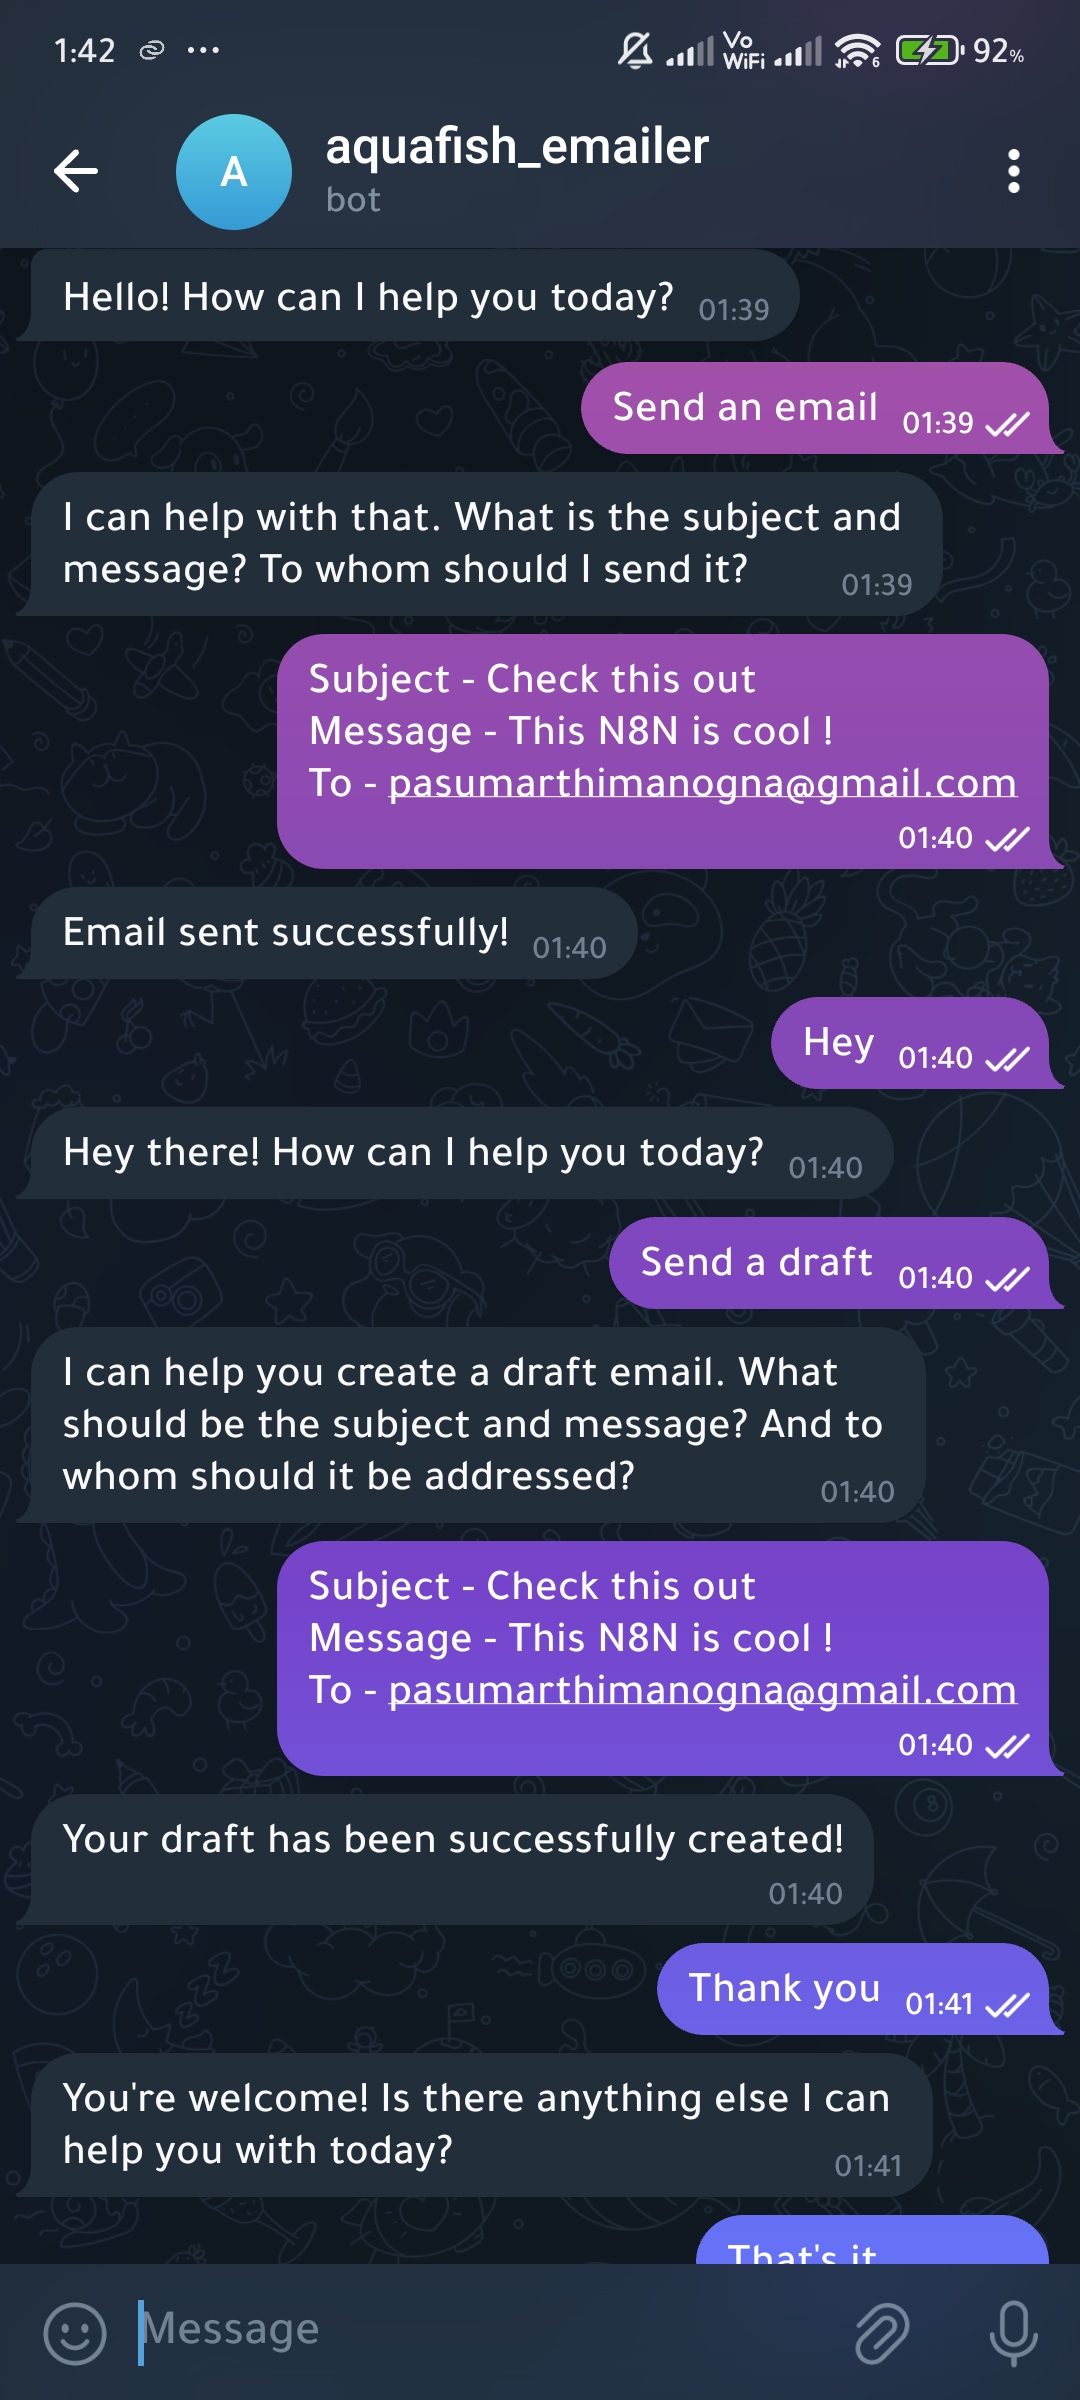 1:42
Vo
WiFi
6
92%
A
aquafish_emailer
bot
Hello! How can I help you today? 01:39
Send an email 01:39
I can help with that. What is the subject and
message? To whom should I send it? 01:39
Subject - Check this out
Message - This N8N is cool !
To - pasumarthimanogna@gmail.com
01:40
Email sent successfully! 01:40
Hey 01:40
Hey there! How can I help you today? 01:40
Send a draft 01:40
I can help you create a draft email. What
should be the subject and message? And to
whom should it be addressed? 01:40
Subject - Check this out
Message - This N8N is cool !
To - pasumarthimanogna@gmail.com
01:40
Your draft has been successfully created!
01:40
Thank you 01:41
You're welcome! Is there anything else I can
help you with today? 01:41
That's it
Message